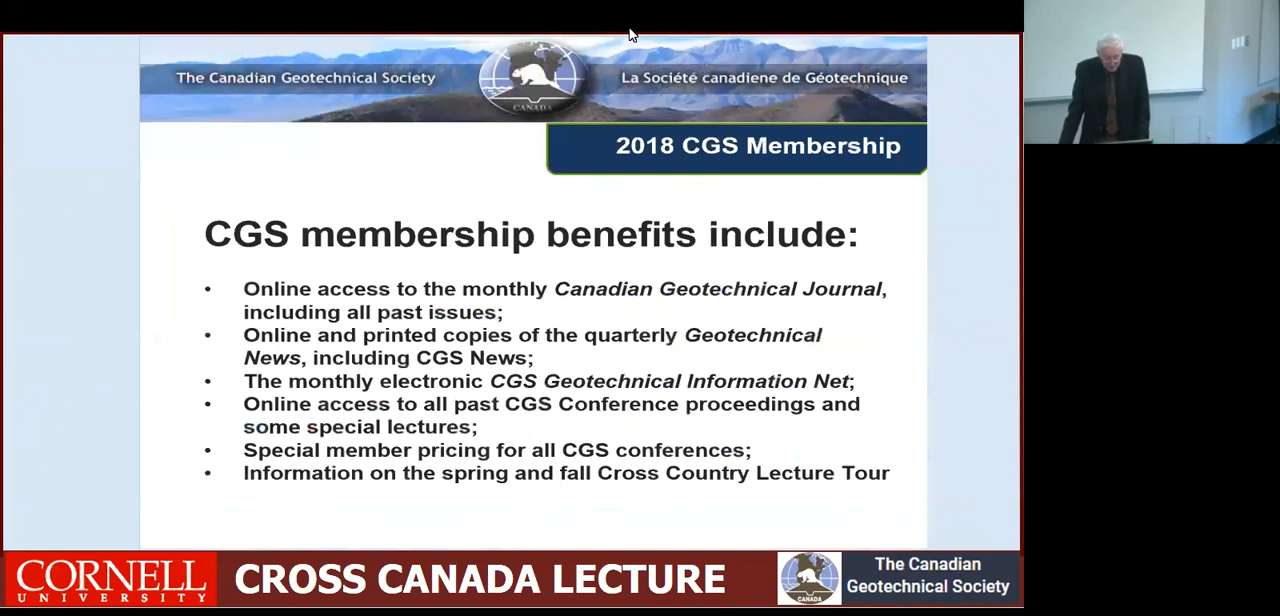 The Canadian Geotechnical Society
La Société canadiene de Géotechnique
CANADA
2018 CGS Membership
CGS membership benefits include:
• Online access to the monthly Canadian Geotechnical Journal,
including all past issues;
• Online and printed copies of the quarterly Geotechnical
News, including CGS News;
• The monthly electronic CGS Geotechnical Information Net;
• Online access to all past CGS Conference proceedings and
some special lectures;
• Special member pricing for all CGS conferences;
• Information on the spring and fall Cross Country Lecture Tour
CORNELL
UNIVERSITY
CROSS CANADA LECTURE
CANADA
The Canadian
Geotechnical Society